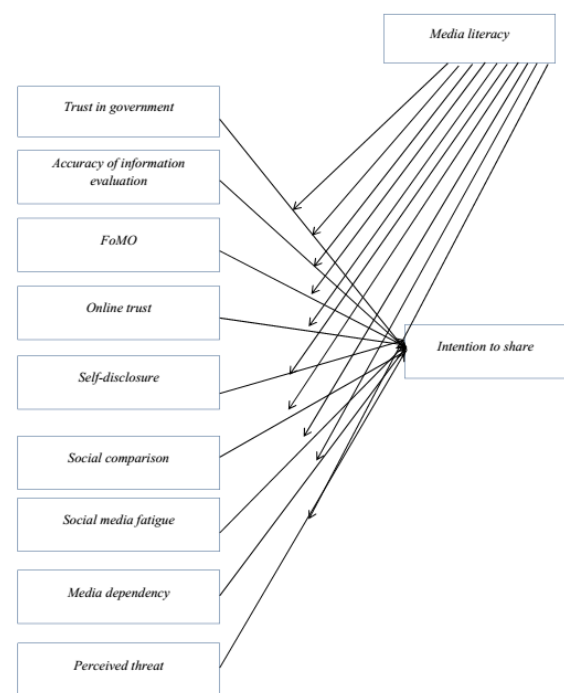 Media literacy
Trust in government
Accuracy of information
evaluation
FoMO
Online trust
Intention to share
Self-disclosure
Social comparison
Social media fatigue
Media dependency
Perceived threat